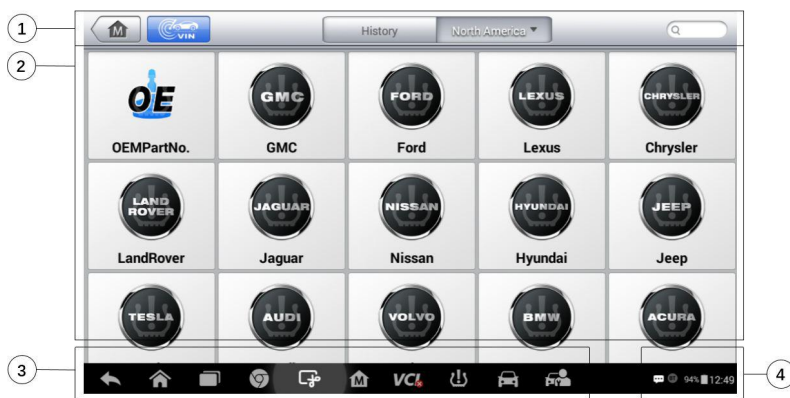 1
M
VIN
History
North America
2
OE
GMC
FORD
LEXUS
CHRYSLER
OEMPartNo.
GMC
Ford
Lexus
Chrysler
LAND
ROVER
JAGUAR
NISSAN
HYUNDAI
JEEP
LandRover
Jaguar
Nissan
Hyundai
Jeep
TESLA
AUDI
VOLVO
BMW
ACURA
3
M
VCI
94%
12:49
4